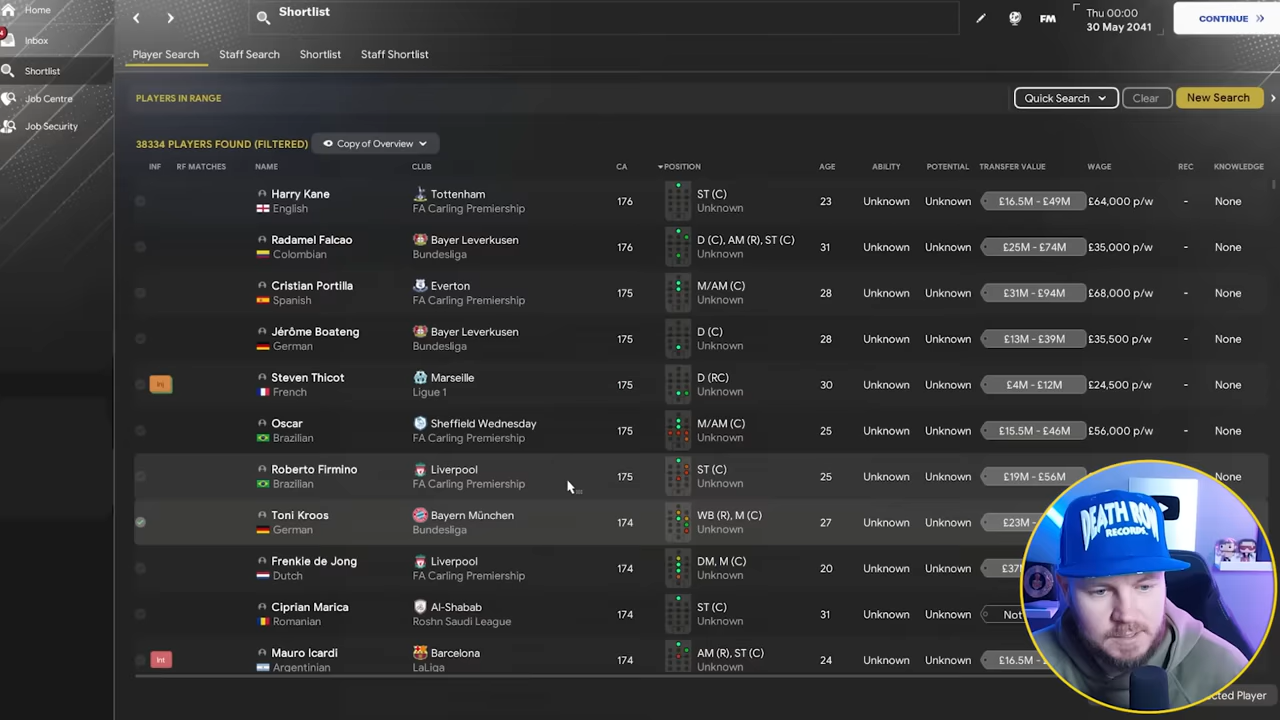 Home
Shortlist
Thu 00:00
30 May 2041
FM
CONTINUE
4
Inbox
Shortlist
Job Centre
Job Security
Player Search
Staff Search
Shortlist
Staff Shortlist
PLAYERS IN RANGE
Quick Search
Clear
New Search
38334 PLAYERS FOUND (FILTERED)
Copy of Overview
INF RF MATCHES NAME CLUB CA POSITION AGE ABILITY POTENTIAL TRANSFER VALUE WAGE REC KNOWLEDGE
Harry Kane Tottenham 176 ST (C) 23 Unknown Unknown £16.5M - £49M £64,000 p/w - None
English FA Carling Premiership Unknown
Radamel Falcao Bayer Leverkusen 176 D (C), AM (R), ST (C) 31 Unknown Unknown £25M - £74M £35,000 p/w - None
Colombian Bundesliga Unknown
Cristian Portilla Everton 175 M/AM (C) 28 Unknown Unknown £31M - £94M £68,000 p/w - None
Spanish FA Carling Premiership Unknown
Jérôme Boateng Bayer Leverkusen 175 D (C) 28 Unknown Unknown £13M - £39M £35,500 p/w - None
German Bundesliga Unknown
Inj Steven Thicot Marseille 175 D (RC) 30 Unknown Unknown £4M - £12M £24,500 p/w - None
French Ligue 1 Unknown
Oscar Sheffield Wednesday 175 M/AM (C) 25 Unknown Unknown £15.5M - £46M £56,000 p/w - None
Brazilian FA Carling Premiership Unknown
Roberto Firmino Liverpool 175 ST (C) 25 Unknown Unknown £19M - £56M None
Brazilian FA Carling Premiership Unknown
Toni Kroos Bayern München 174 WB (R), M (C) 27 Unknown Unknown £23M -
German Bundesliga Unknown
Frenkie de Jong Liverpool 174 DM, M (C) 20 Unknown Unknown
Dutch FA Carling Premiership Unknown
Ciprian Marica Al-Shabab 174 ST (C) 31 Unknown Unknown Not
Romanian Roshn Saudi League Unknown
Int Mauro Icardi Barcelona 174 AM (R), ST (C) 24 Unknown Unknown £16.5M -
Argentinian LaLiga Unknown
Player
DEATH ROW
RECORDS